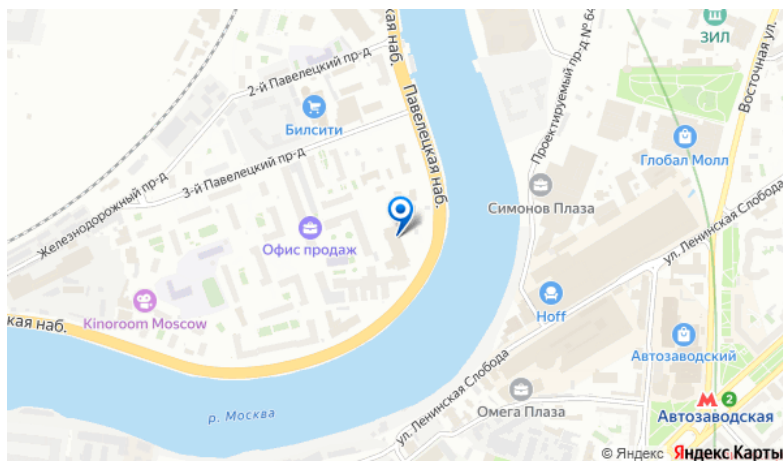 ЗИЛ
Восточная ул.
кая наб.
2-й Павелецкий пр-д
Проектируемый пр-д № 64
Билсити
Павелецкая наб.
Глобал Молл
3-й Павелецкий пр-д
Железнодорожный пр-д
Симонов Плаза
ул. Ленинская Слобода
Офис продаж
Hoff
Kinoroom Moscow
кая наб.
Автозаводский
ул. Ленинская Слобода
р. Москва
Омега Плаза
М 2
Автозаводская
© Яндекс Яндекс Карты